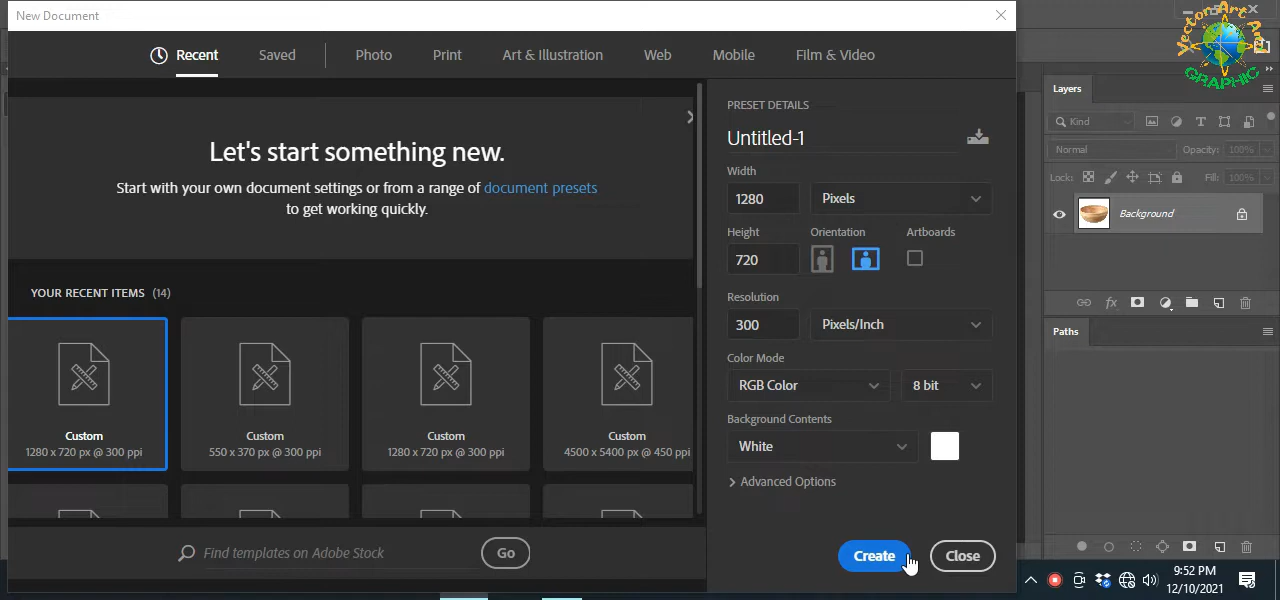 New Document
Recent
Saved
Photo
Print
Art & Illustration
Web
Mobile
Film & Video
Let's start something new.
Start with your own document settings or from a range of document presets
to get working quickly.
YOUR RECENT ITEMS (14)
Custom
1280 x 720 px @ 300 ppi
Custom
550 x 370 px @ 300 ppi
Custom
1280 x 720 px @ 300 ppi
Custom
4500 x 5400 px @ 450 ppi
Find templates on Adobe Stock
Go
PRESET DETAILS
Untitled-1
Width
1280
Pixels
Height
Orientation
Artboards
720
Resolution
300
Pixels/Inch
Color Mode
RGB Color
8 bit
Background Contents
White
Advanced Options
Create
Close
Vector Art
GRAPHIC
Layers
Kind
Normal
Opacity: 100%
Lock:
Fill: 100%
Background
fx
Paths
9:52 PM
12/10/2021